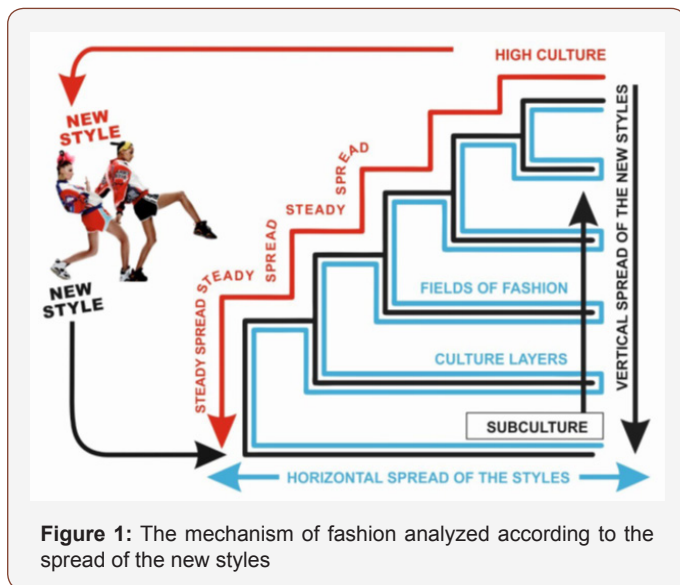 HIGH CULTURE
NEW
STYLE
SPREAD
STEADY
SPREAD
STEADY
STEADY SPREAD
NEW
STYLE
FIELDS OF FASHION
CULTURE LAYERS
SUBCULTURE
VERTICAL SPREAD OF THE NEW STYLES
HORIZONTAL SPREAD OF THE STYLES
Figure 1: The mechanism of fashion analyzed according to the
spread of the new styles